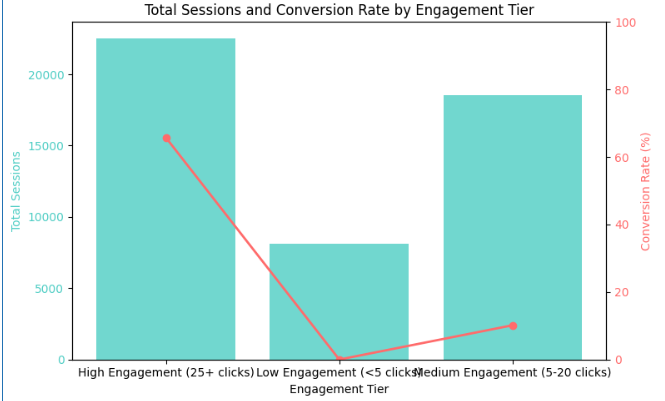 Total Sessions and Conversion Rate by Engagement Tier
100
20000
80
15000
60
Total Sessions
Conversion Rate (%)
10000
40
5000
20
0
0
High Engagement (25+ clicks)
Low Engagement (<5 clicks)
Medium Engagement (5-20 clicks)
Engagement Tier